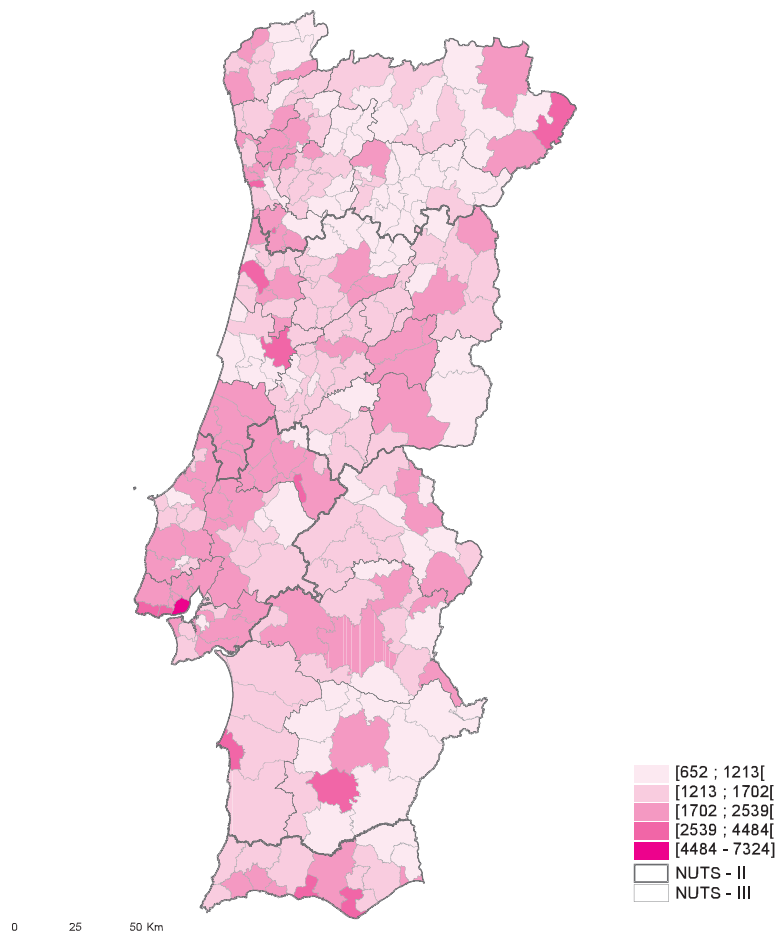 [652 ; 1213[
[1213 ; 1702[
[1702 ; 2539[
[2539 ; 4484[
[4484 - 7324]
NUTS - II
NUTS - III
0 25 50 Km